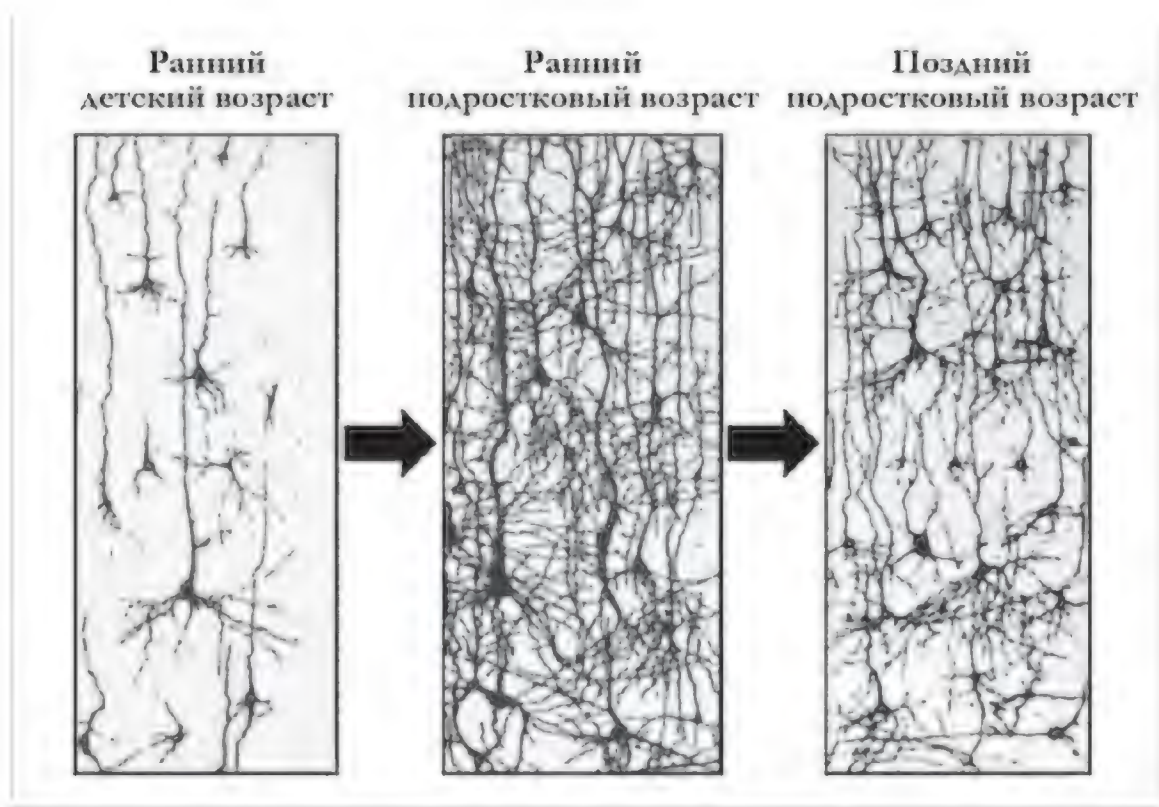 Ранний
детский возраст
Ранний
подростковый возраст
Поздний
подростковый возраст